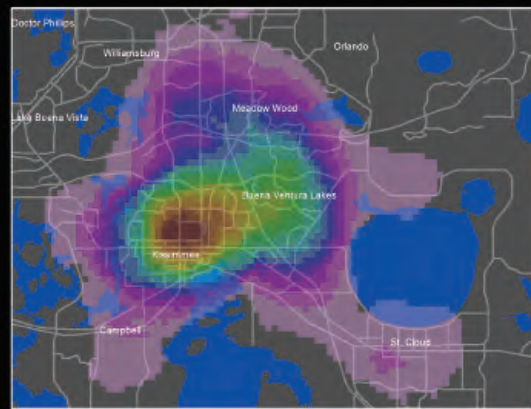 Doctor Phillips
Orlando
Williamsburg
Meadow Wood
Lake Buena Vista
Buena Ventura Lakes
Kissimmee
Campbell
St. Cloud